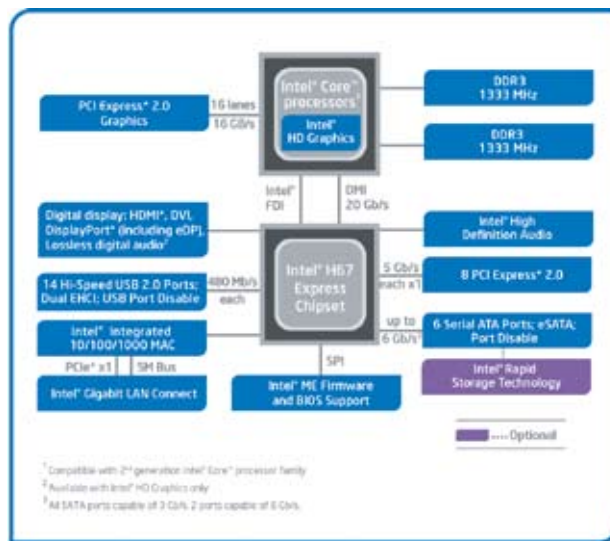 Intel® Core™
processors¹
Intel®
HD Graphics
DDR3
1333 MHz
DDR3
1333 MHz
PCI Express* 2.0
Graphics
16 lanes
16 GB/s
Intel®
FDI
DMI
20 Gb/s
Digital display: HDMI*, DVI,
DisplayPort* (including eDP),
Lossless digital audio²
Intel® High
Definition Audio
Intel® H67
Express
Chipset
14 Hi-Speed USB 2.0 Ports;
Dual EHCI; USB Port Disable
480 Mb/s
each
5 Gb/s
each x1
8 PCI Express* 2.0
Intel® Integrated
10/100/1000 MAC
up to
6 Gb/s³
6 Serial ATA Ports; eSATA;
Port Disable
PCIe* x1
SM Bus
SPI
Intel® Rapid
Storage Technology
Intel® Gigabit LAN Connect
Intel® ME Firmware
and BIOS Support
Optional
¹ Compatible with 2nd generation Intel® Core™ processor family
² Available with Intel® HD Graphics only
³ All SATA ports capable of 3 Gb/s. 2 ports capable of 6 Gb/s.